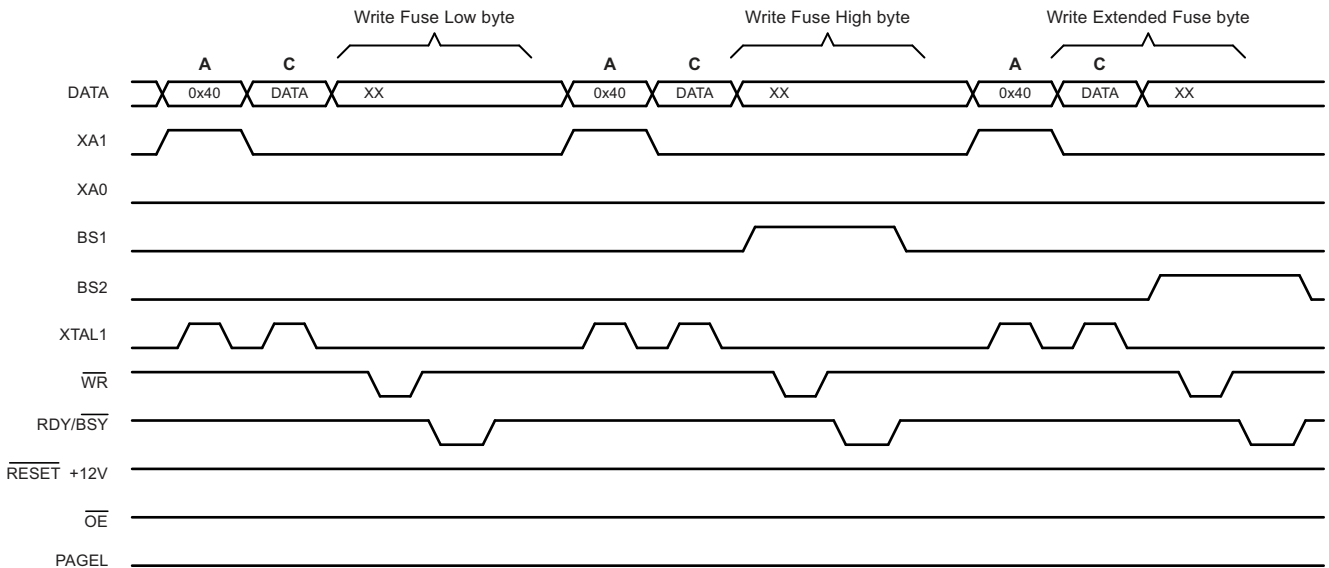 Write Fuse Low byte Write Fuse High byte Write Extended Fuse byte
A C A C A C
DATA 0x40 DATA XX 0x40 DATA XX 0x40 DATA XX
XA1
XA0
BS1
BS2
XTAL1
WR
RDY/BSY
RESET +12V
OE
PAGEL